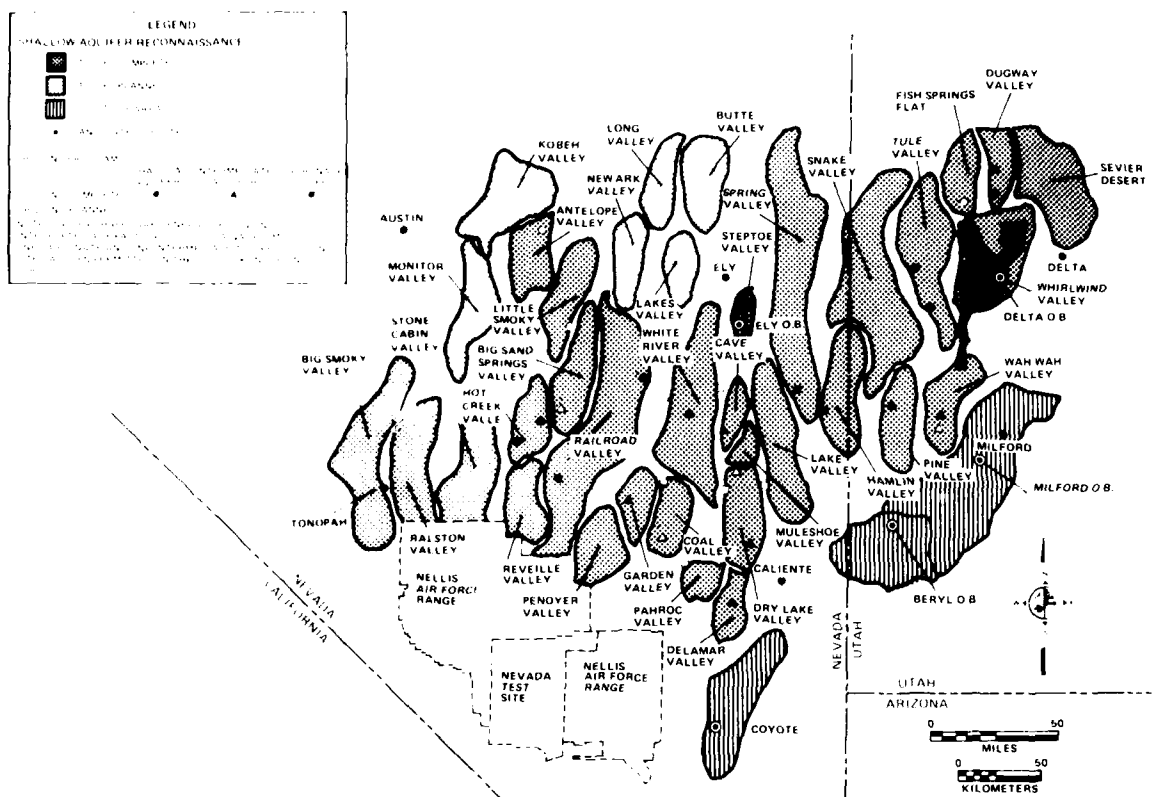 LEGEND
SHALLOW AQUIFER RECONNAISSANCE
DUGWAY
VALLEY
FISH SPRINGS
FLAT
BUTTE
VALLEY
LONG
VALLEY
TULE
VALLEY
KOBEH
VALLEY
SNAKE
VALLEY
NEWARK
VALLEY
SPRING
VALLEY
SEVIER
DESERT
ANTELOPE
VALLEY
AUSTIN
STEPTOE
VALLEY
DELTA
MONITOR
VALLEY
ELY
WHIRLWIND
VALLEY
LITTLE
SMOKY
VALLEY
LAKES
VALLEY
DELTA O.B
STONE
CABIN
VALLEY
WHITE
RIVER
VALLEY
ELY O.B.
CAVE
VALLEY
BIG SMOKY
VALLEY
BIG SAND
SPRINGS
VALLEY
WAH WAH
VALLEY
HOT
CREEK
VALLE
RAILROAD
VALLEY
LAKE
VALLEY
PINE
VALLEY
MILFORD
HAMLIN
VALLEY
MILFORD O.B.
TONOPAH
RALSTON
VALLEY
MULESHOE
VALLEY
COAL
VALLEY
REVEILLE
VALLEY
GARDEN
VALLEY
CALIENTE
NELLIS
AIR FORCE
RANGE
PENOYER
VALLEY
PAHROC
VALLEY
DRY LAKE
VALLEY
BERYL O.B
NEVADA
CALIFORNIA
DELAMAR
VALLEY
NEVADA
UTAH
NEVADA
TEST
SITE
NELLIS
AIR FORCE
RANGE
UTAH
ARIZONA
COYOTE
0 50
MILES
0 50
KILOMETERS